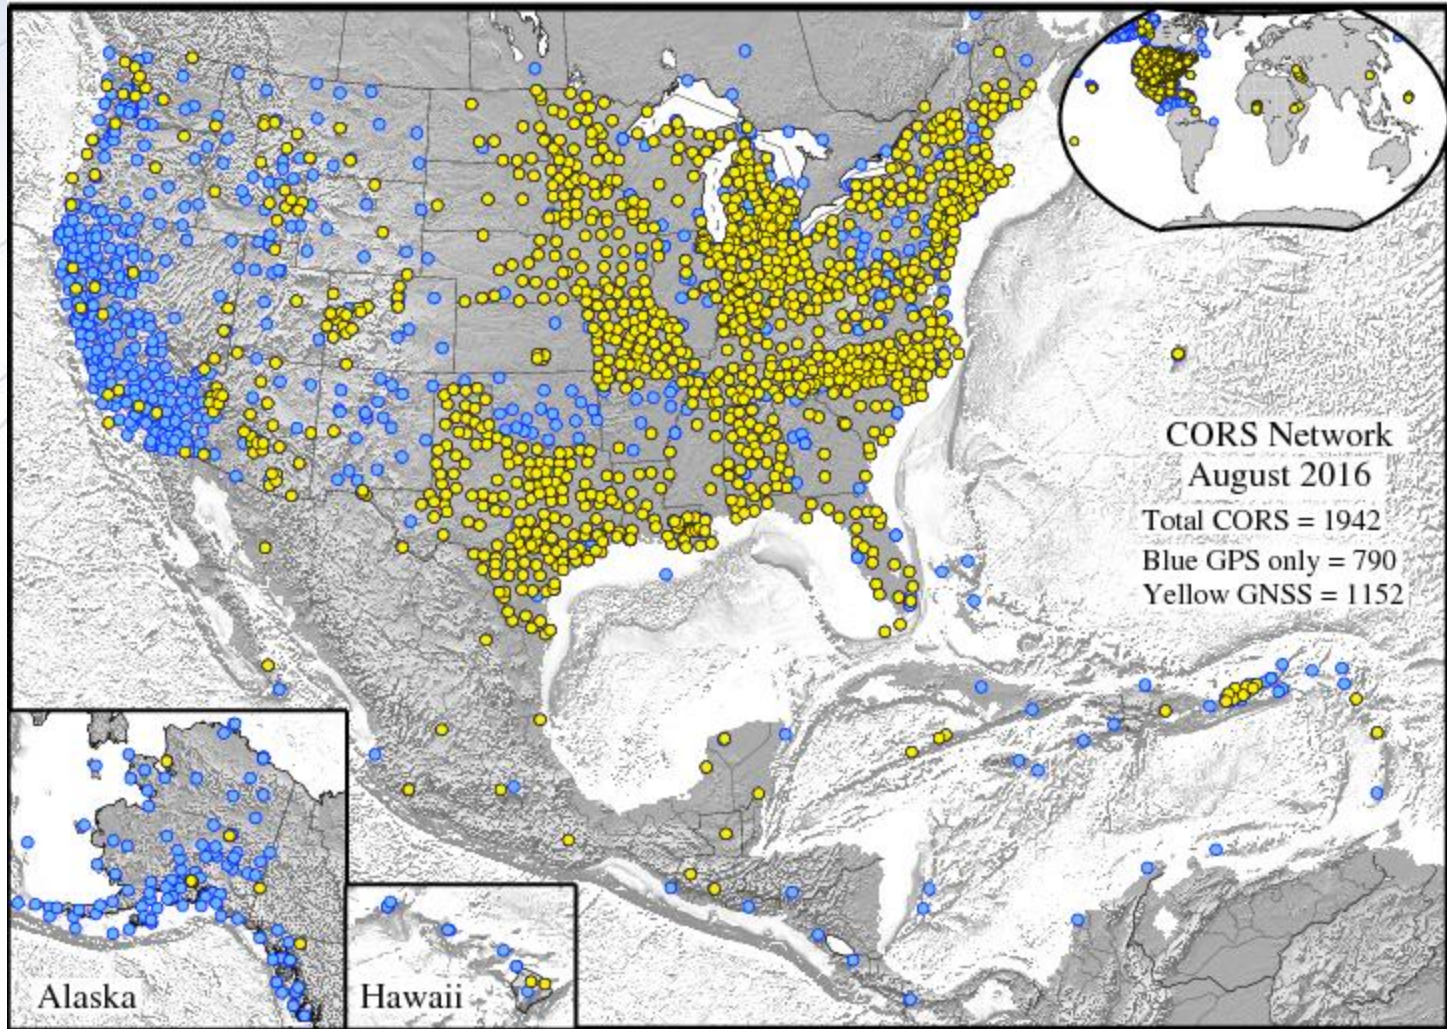 CORS Network
August 2016
Total CORS = 1942
Blue GPS only = 790
Yellow GNSS = 1152
Alaska
Hawaii